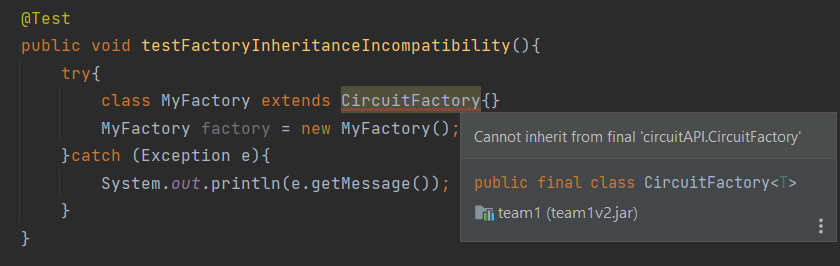 @Test
public void testFactoryInheritanceIncompatibility(){
try{
class MyFactory extends CircuitFactory{}
MyFactory factory = new MyFactory();
}catch (Exception e){
System.out.println(e.getMessage());
}
}
Cannot inherit from final 'circuitAPI.CircuitFactory'
public final class CircuitFactory<T>
team1 (team1v2.jar)